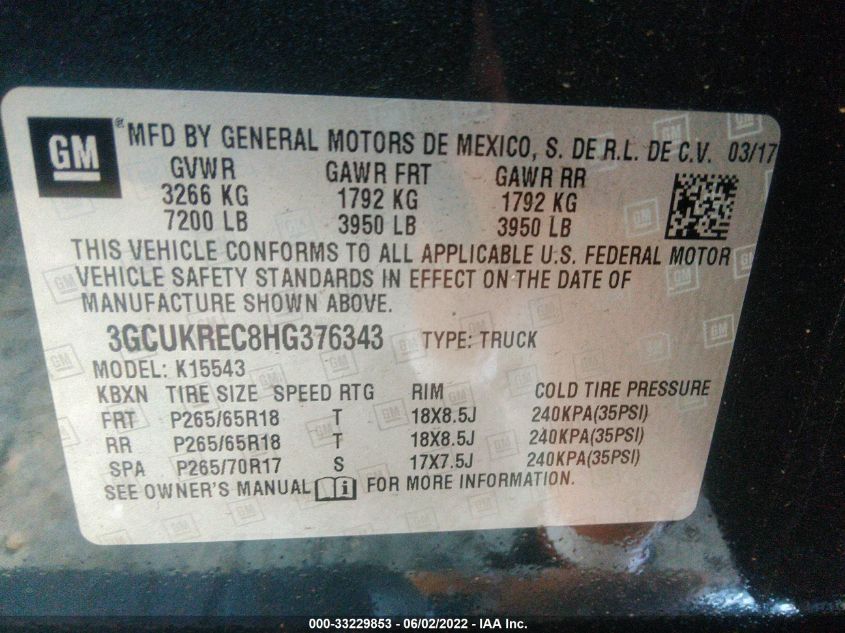 GM® MFD BY GENERAL MOTORS DE MEXICO, S. DE R.L. DE C.V. 03/17
GVWR GAWR FRT GAWR RR
3266 KG 1792 KG 1792 KG
7200 LB 3950 LB 3950 LB
THIS VEHICLE CONFORMS TO ALL APPLICABLE U.S. FEDERAL MOTOR
VEHICLE SAFETY STANDARDS IN EFFECT ON THE DATE OF
MANUFACTURE SHOWN ABOVE.
3GCUKREC8HG376343 TYPE: TRUCK
MODEL: K15543
KBXN TIRE SIZE SPEED RTG RIM COLD TIRE PRESSURE
FRT P265/65R18 T 18X8.5J 240KPA(35PSI)
RR P265/65R18 T 18X8.5J 240KPA(35PSI)
SPA P265/70R17 S 17X7.5J 240KPA(35PSI)
SEE OWNER'S MANUAL FOR MORE INFORMATION.
000-33229853 - 06/02/2022 - IAA Inc.